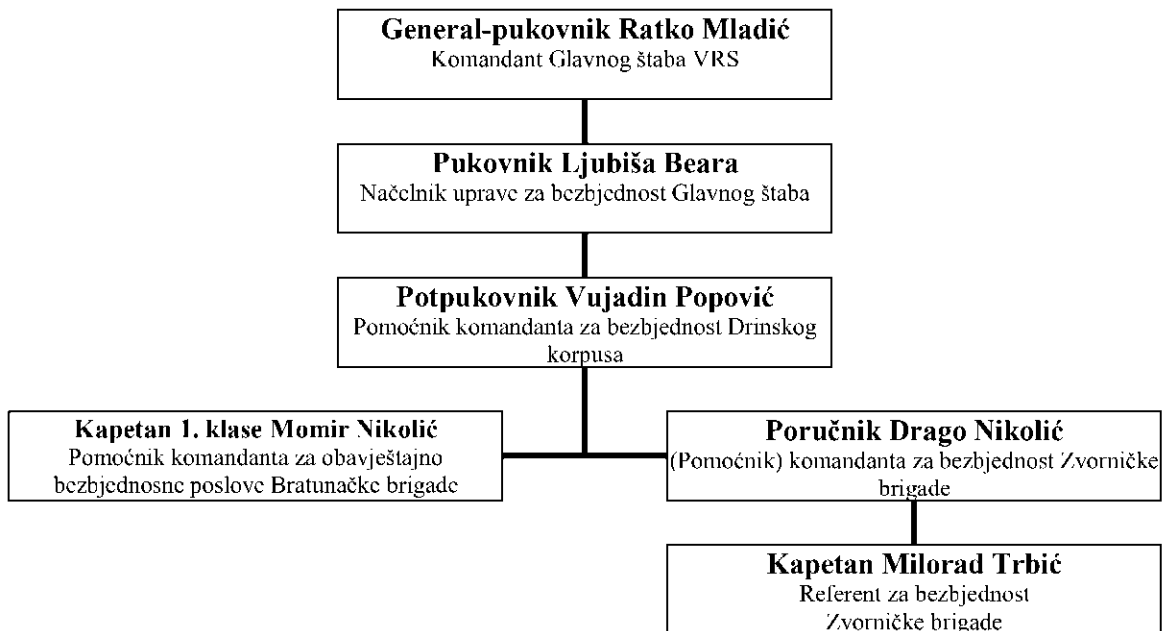 General-pukovnik Ratko Mladić
Komandant Glavnog štaba VRS
Pukovnik Ljubiša Beara
Načelnik uprave za bezbjednost Glavnog štaba
Potpukovnik Vujadin Popović
Pomoćnik komandanta za bezbjednost Drinskog
korpusa
Kapetan 1. klase Momir Nikolić
Pomoćnik komandanta za obavještajno
bezbjednosne poslove Bratunačke brigade
Poručnik Drago Nikolić
(Pomoćnik) komandanta za bezbjednost Zvorničke
brigade
Kapetan Milorad Trbić
Referent za bezbjednost
Zvorničke brigade